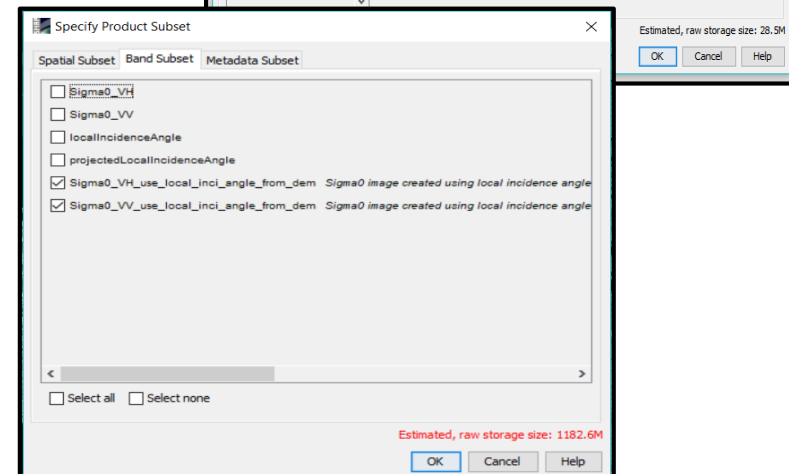 Specify Product Subset
Estimated, raw storage size: 28.5M
OK Cancel Help
Spatial Subset Band Subset Metadata Subset
Sigma0_VH
Sigma0_VV
localIncidenceAngle
projectedLocalIncidenceAngle
Sigma0_VH_use_local_inci_angle_from_dem Sigma0 image created using local incidence angle
Sigma0_VV_use_local_inci_angle_from_dem Sigma0 image created using local incidence angle
Select all Select none
Estimated, raw storage size: 1182.6M
OK Cancel Help